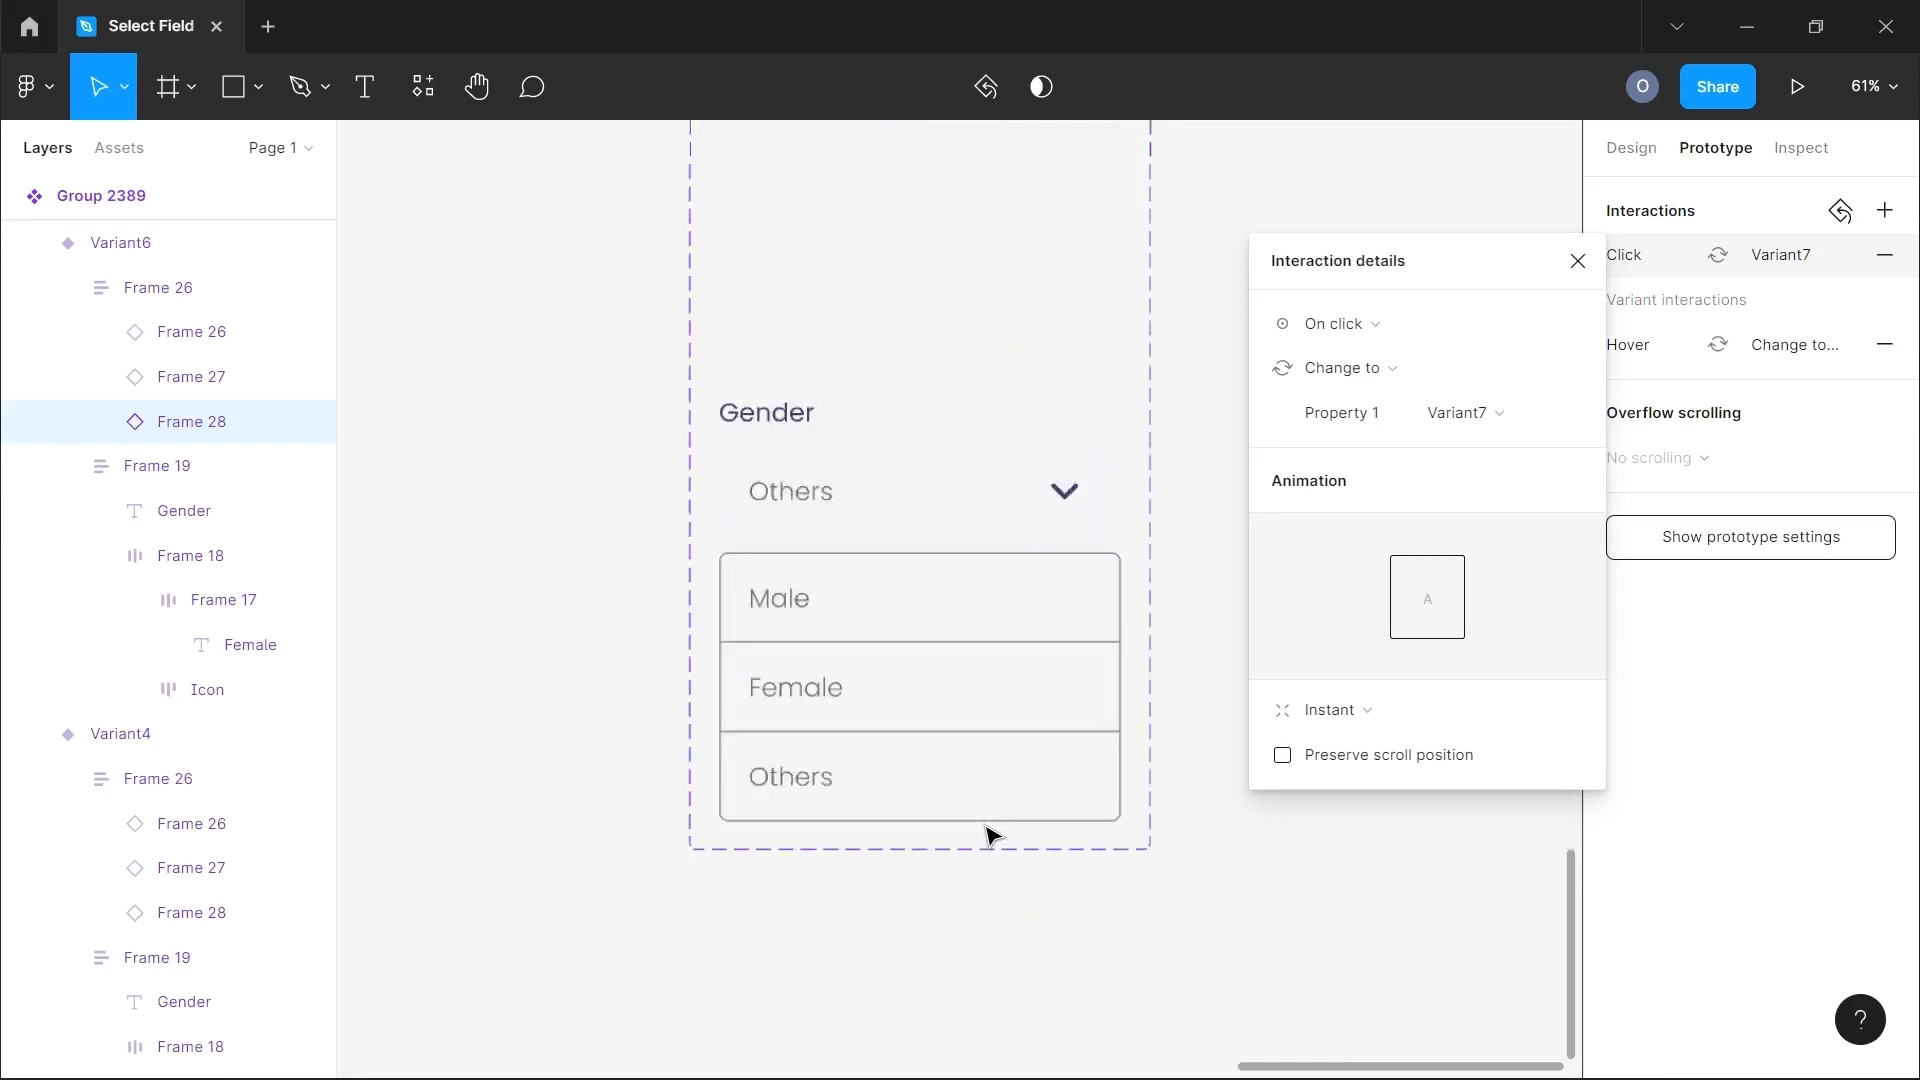 Select Field
O
Share
61%
Layers
Assets
Page 1
Design
Prototype
Inspect
Group 2389
Variant6
Frame 26
Frame 26
Frame 27
Frame 28
Frame 19
Gender
Frame 18
Frame 17
Female
Icon
Variant4
Frame 26
Frame 27
Frame 28
Frame 19
Gender
Frame 18
Gender
Others
Male
Female
Others
Interaction details
On click
Change to
Property 1
Variant7
Animation
A
Instant
Preserve scroll position
Interactions
Click
Variant7
Variant interactions
Hover
Change to...
Overflow scrolling
No scrolling
Show prototype settings
?